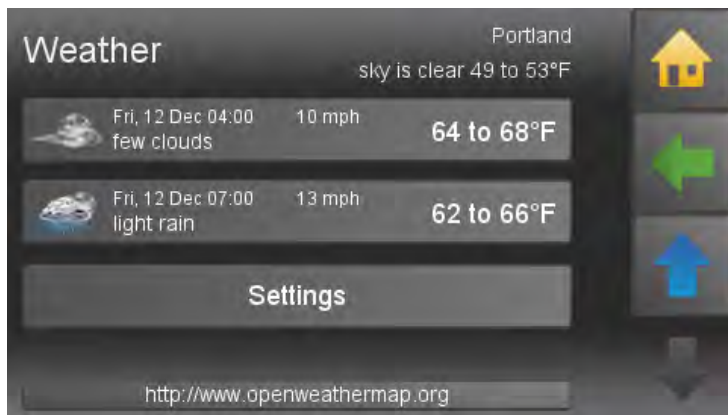 Weather
Portland
sky is clear 49 to 53°F
Fri, 12 Dec 04:00 10 mph 64 to 68°F
few clouds
Fri, 12 Dec 07:00 13 mph 62 to 66°F
light rain
Settings
http://www.openweathermap.org